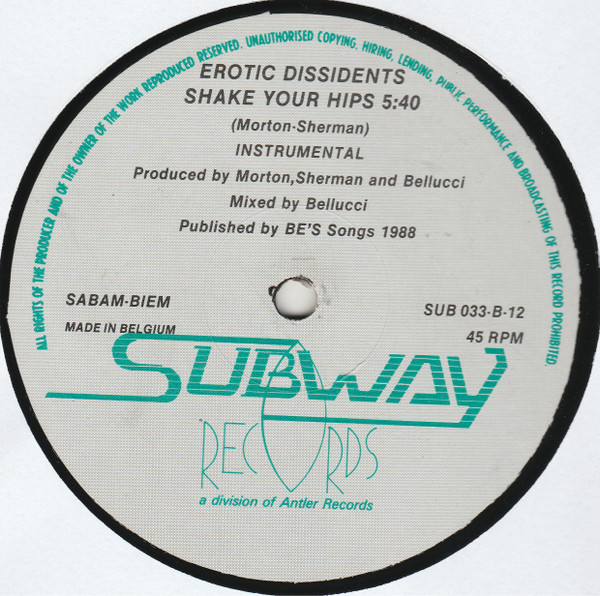 ALL RIGHTS OF THE PRODUCER AND OF THE OWNER OF THE WORK REPRODUCED RESERVED. UNAUTHORISED COPYING, HIRING, LENDING, PUBLIC PERFORMANCE AND BROADCASTING OF THIS RECORD PROHIBITED.
EROTIC DISSIDENTS
SHAKE YOUR HIPS 5:40
(Morton-Sherman)
INSTRUMENTAL
Produced by Morton,Sherman and Bellucci
Mixed by Bellucci
Published by BE'S Songs 1988
SABAM-BIEM
SUB 033-B-12
MADE IN BELGIUM
45 RPM
SUBWAY
RECORDS
a division of Antler Records